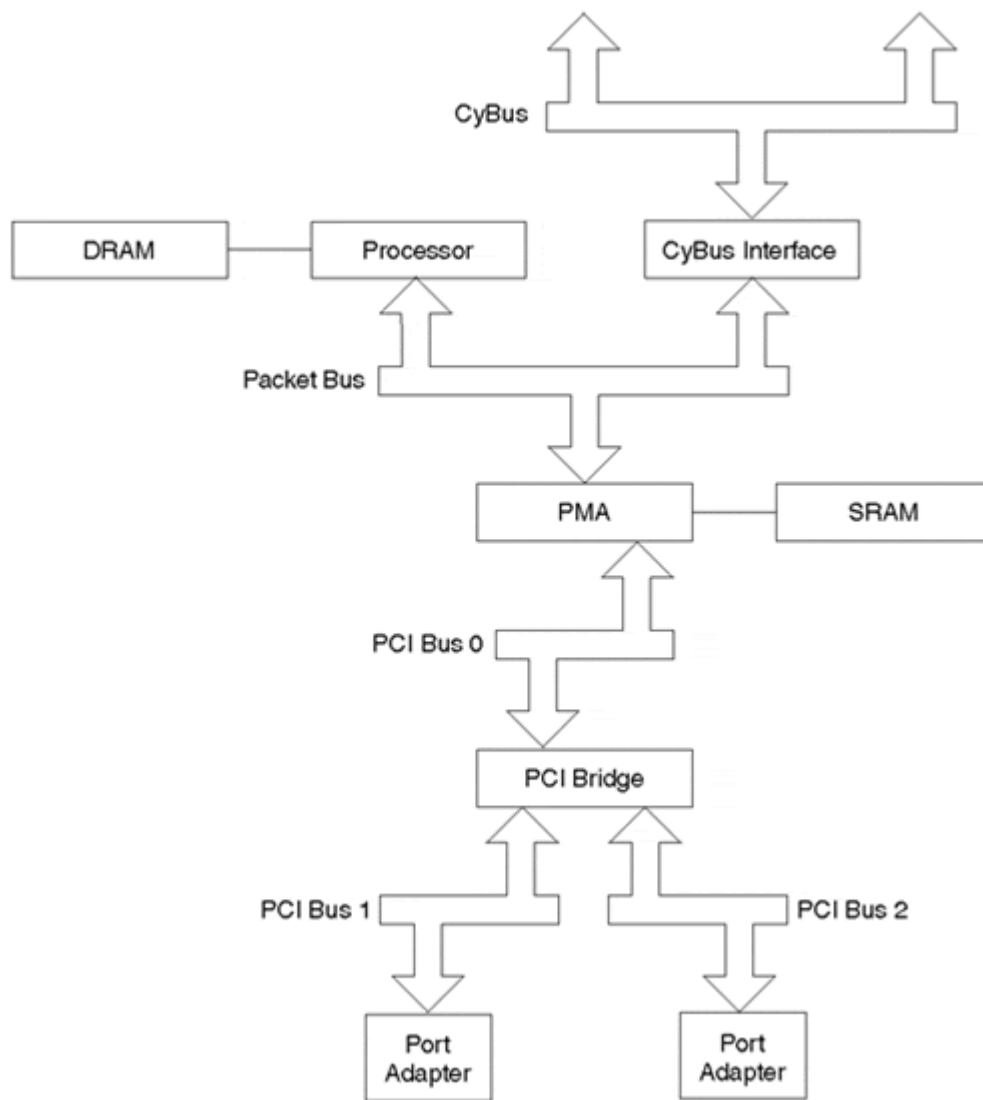 CyBus
DRAM
Processor
CyBus Interface
Packet Bus
PMA
SRAM
PCI Bus 0
PCI Bridge
PCI Bus 1
PCI Bus 2
Port
Adapter
Port
Adapter